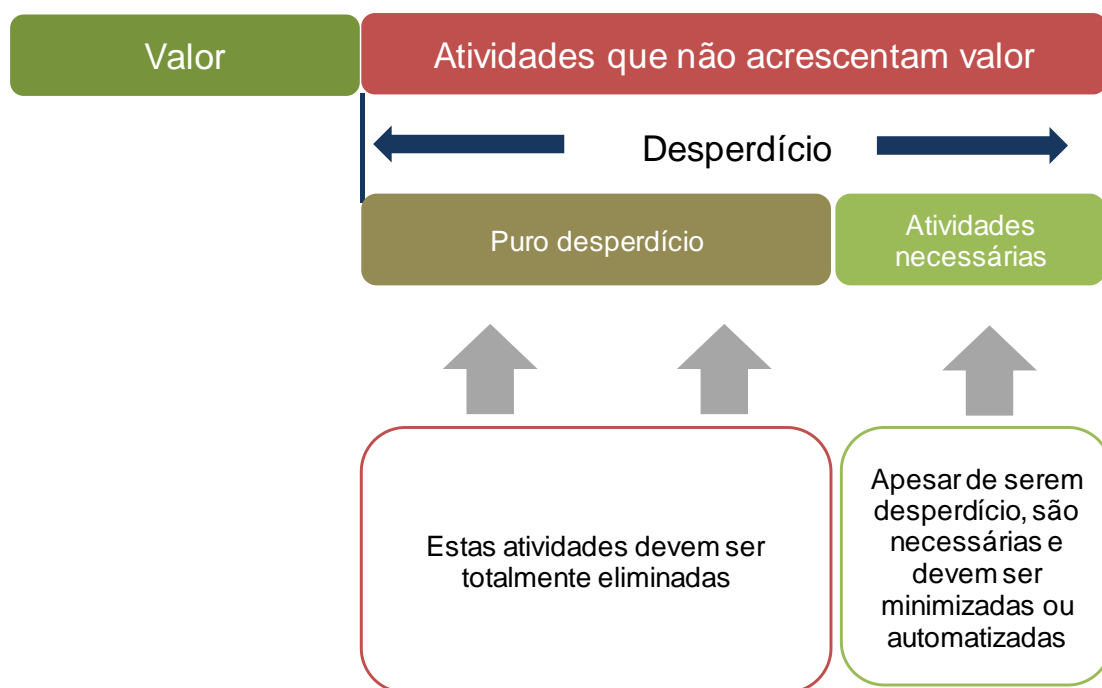 Valor
Atividades que não acrescentam valor
Desperdício
Puro desperdício
Atividades
necessárias
Estas atividades devem ser
totalmente eliminadas
Apesar de serem
desperdício, são
necessárias e
devem ser
minimizadas ou
automatizadas